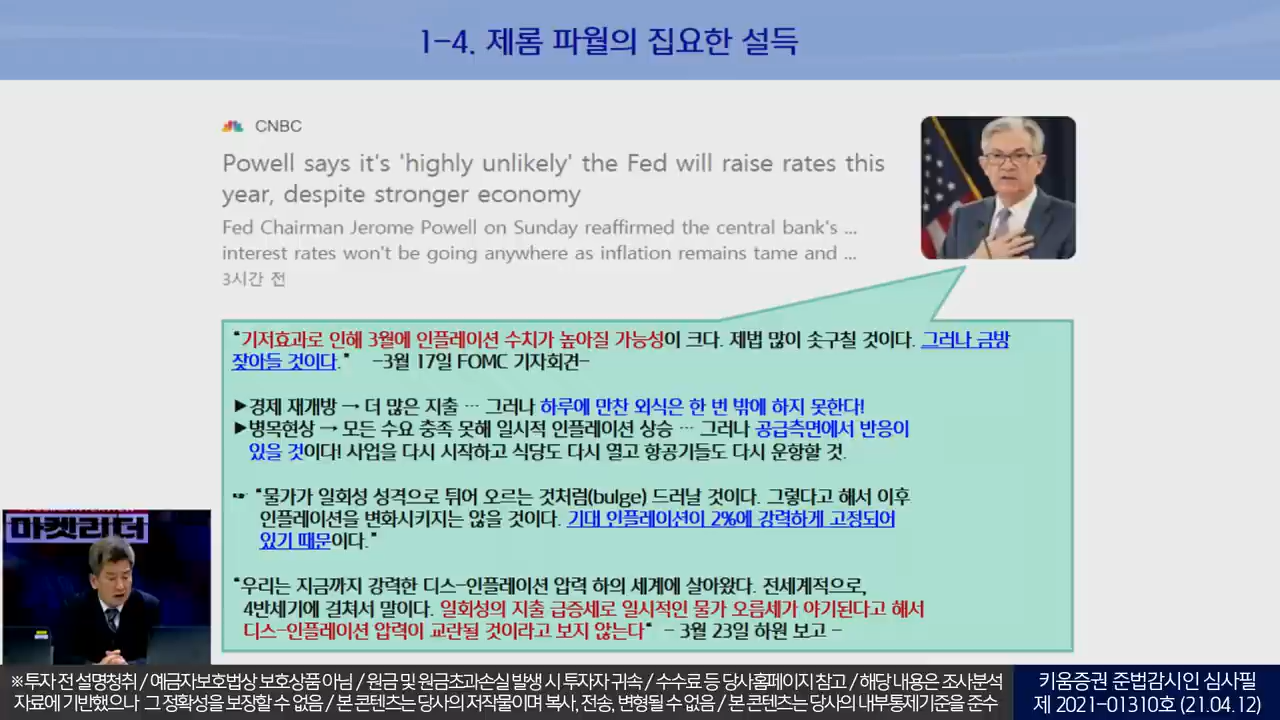 1-4. 제롬 파월의 집요한 설득
CNBC
Powell says it's 'highly unlikely' the Fed will raise rates this
year, despite stronger economy
Fed Chairman Jerome Powell on Sunday reaffirmed the central bank's ...
interest rates won't be going anywhere as inflation remains tame and ...
3시간 전
"기저효과로 인해 3월에 인플레이션 수치가 높아질 가능성이 크다. 제법 많이 솟구칠 것이다. 그러나 금방
잦아들 것이다." -3월 17일 FOMC 기자회견-
▶경제 재개방 → 더 많은 지출 … 그러나 하루에 만찬 외식은 한 번 밖에 하지 못한다!
▶병목현상 → 모든 수요 충족 못해 일시적 인플레이션 상승 … 그러나 공급측면에서 반응이
있을 것이다! 사업을 다시 시작하고 식당도 다시 열고 항공기들도 다시 운항할 것.
☞ "물가가 일회성 성격으로 튀어 오르는 것처럼(bulge) 드러날 것이다. 그렇다고 해서 이후
인플레이션을 변화시키지는 않을 것이다. 기대 인플레이션이 2%에 강력하게 고정되어
있기 때문이다."
"우리는 지금까지 강력한 디스-인플레이션 압력 하의 세계에 살아왔다. 전세계적으로,
4반세기에 걸쳐서 말이다. 일회성의 지출 급증세로 일시적인 물가 오름세가 야기된다고 해서
디스-인플레이션 압력이 교란될 것이라고 보지 않는다" - 3월 23일 하원 보고 -
마켓리더
※투자 전 설명청취 / 예금자보호법상 보호상품 아님 / 원금 및 원금초과손실 발생 시 투자자 귀속 / 수수료 등 당사홈페이지 참고 / 해당 내용은 조사분석
자료에 기반했으나 그 정확성을 보장할 수 없음 / 본 콘텐츠는 당사의 저작물이며 복사, 전송, 변형될 수 없음 / 본 콘텐츠는 당사의 내부통제기준을 준수
키움증권 준법감시인 심사필
제 2021-01310호 (21.04.12)